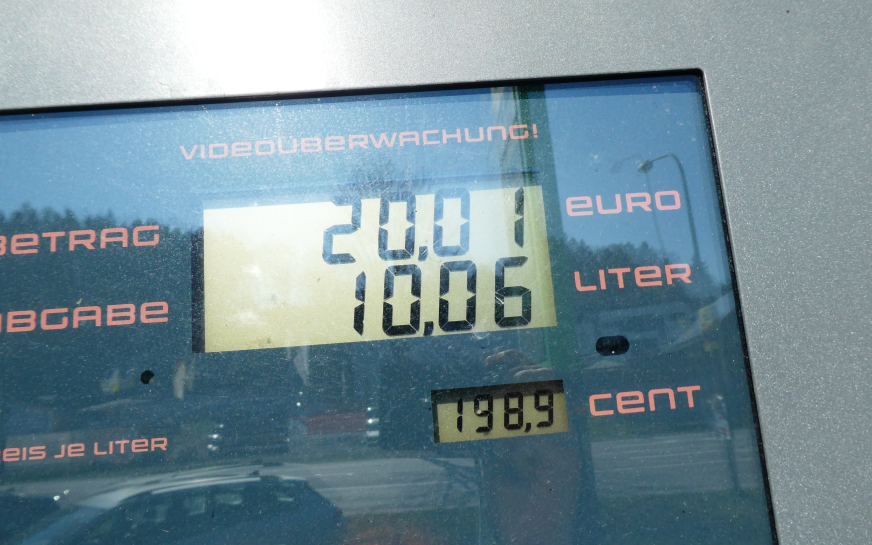 VIDEOÜBERWACHUNG!
BETRAG 20,01 EURO
ABGABE 10,06 LITER
198,9 CENT
EIS JE LITER